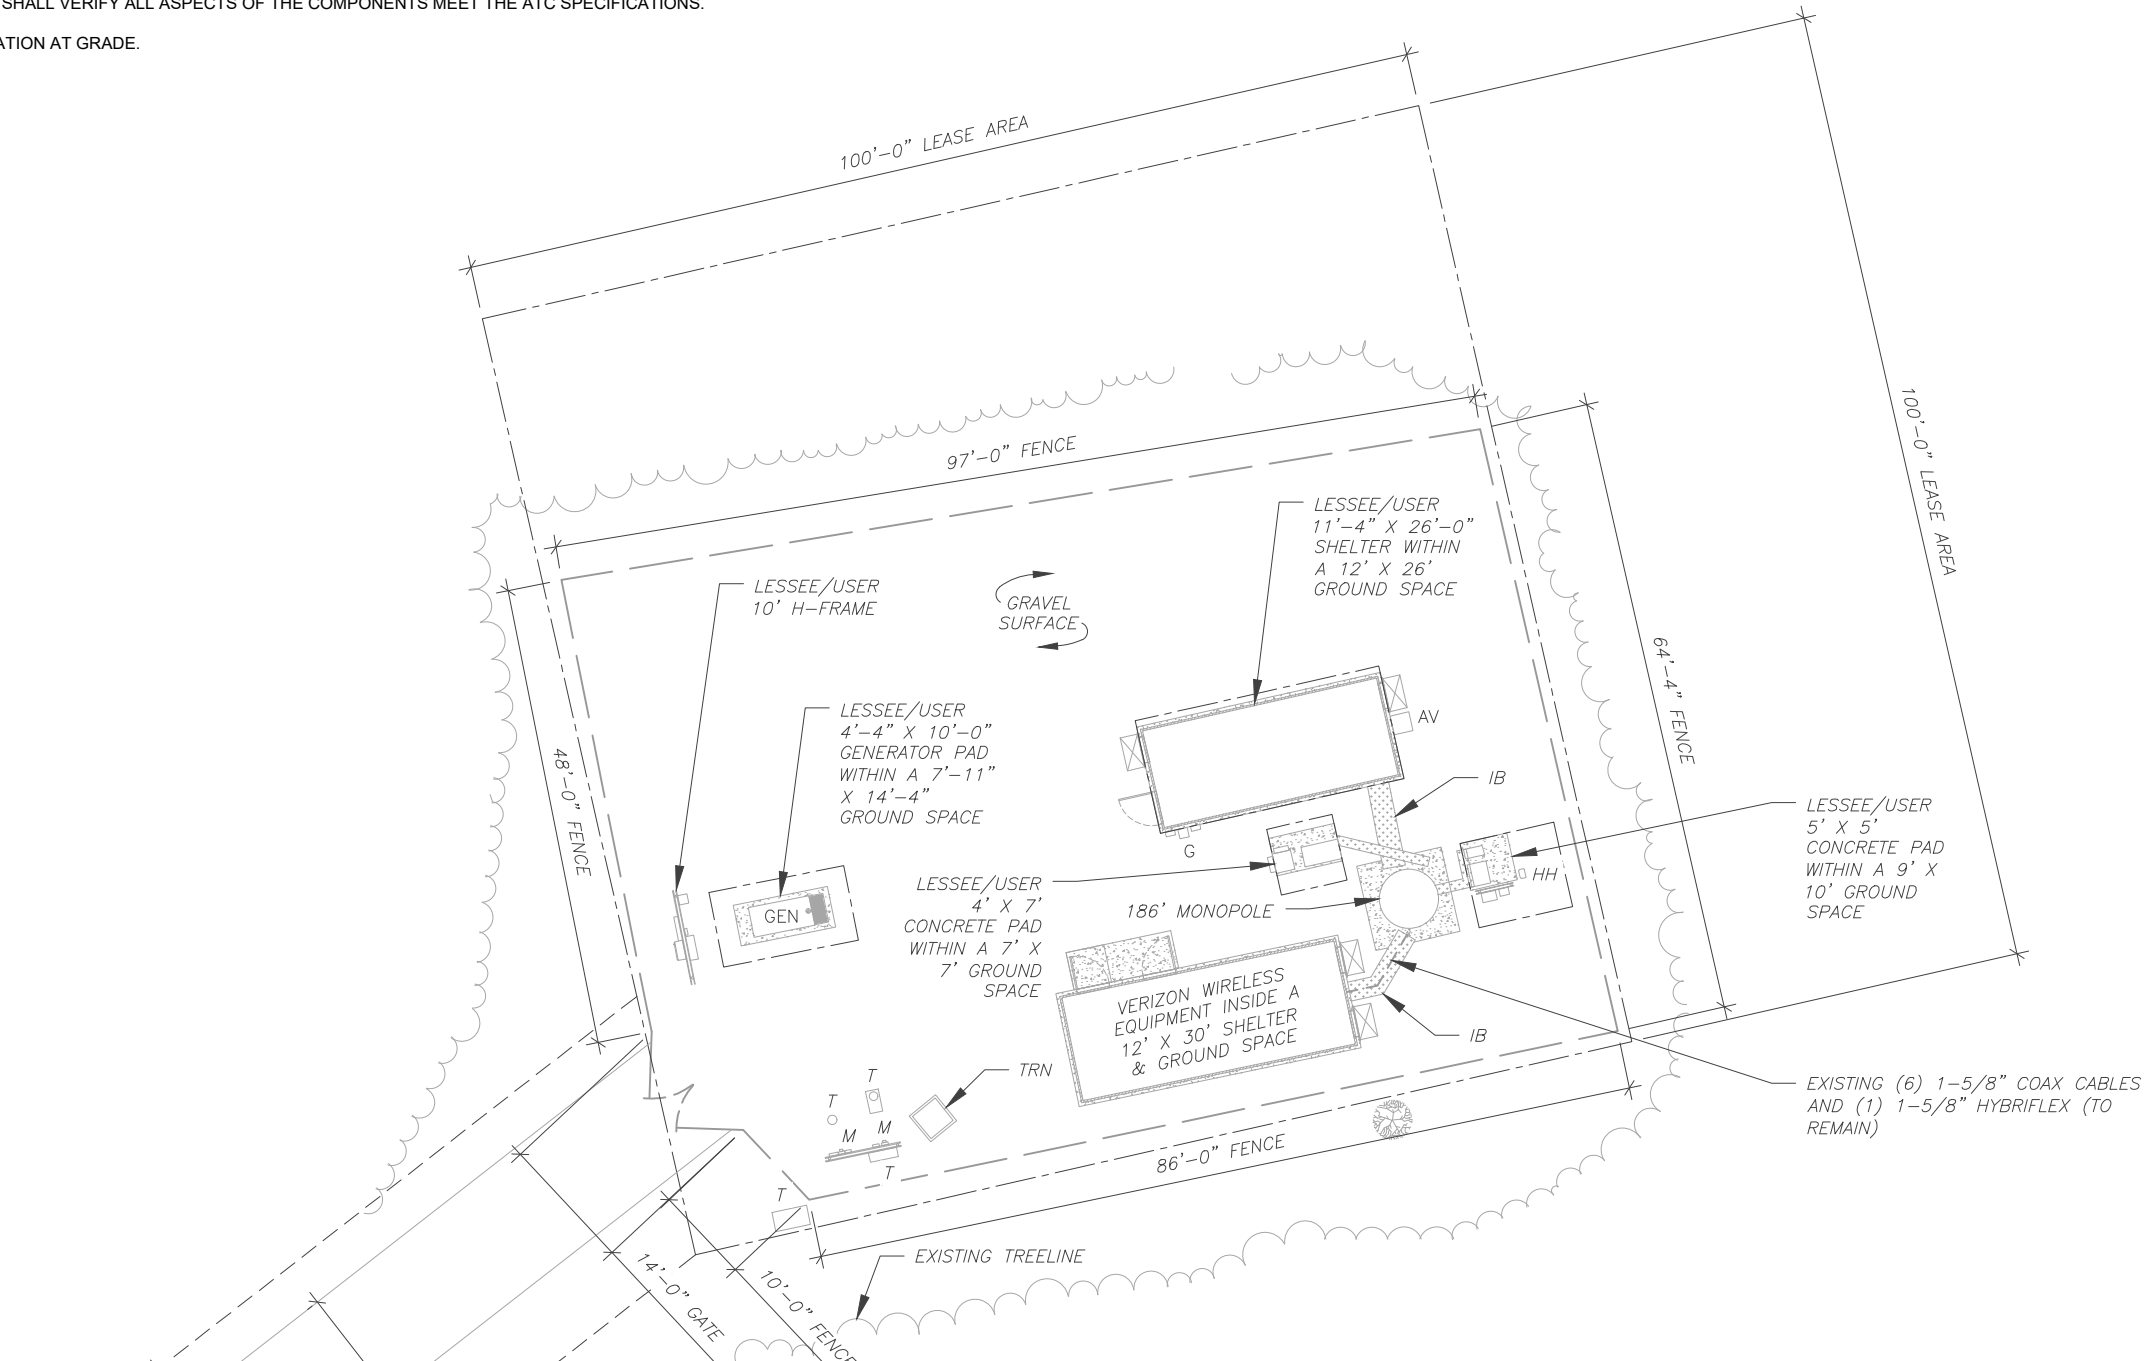 SHALL VERIFY ALL ASPECTS OF THE COMPONENTS MEET THE ATC SPECIFICATIONS.
ATION AT GRADE.
100'-0" LEASE AREA
100'-0" LEASE AREA
97'-0" FENCE
LESSEE/USER
11'-4" X 26'-0"
SHELTER WITHIN
A 12' X 26'
GROUND SPACE
LESSEE/USER
10' H-FRAME
GRAVEL
SURFACE
64'-4" FENCE
LESSEE/USER
4'-4" X 10'-0"
GENERATOR PAD
WITHIN A 7'-11"
X 14'-4"
GROUND SPACE
48'-0" FENCE
AV
IB
LESSEE/USER
5' X 5'
CONCRETE PAD
WITHIN A 9' X
10' GROUND
SPACE
G
HH
GEN
LESSEE/USER
4' X 7'
CONCRETE PAD
WITHIN A 7' X
7' GROUND
SPACE
186' MONOPOLE
VERIZON WIRELESS
EQUIPMENT INSIDE A
12' X 30' SHELTER
& GROUND SPACE
IB
TRN
T
T
M
M
T
T
EXISTING (6) 1-5/8" COAX CABLES
AND (1) 1-5/8" HYBRIFLEX (TO
REMAIN)
86'-0" FENCE
EXISTING TREELINE
14'-0" GATE
10'-0" FENCE